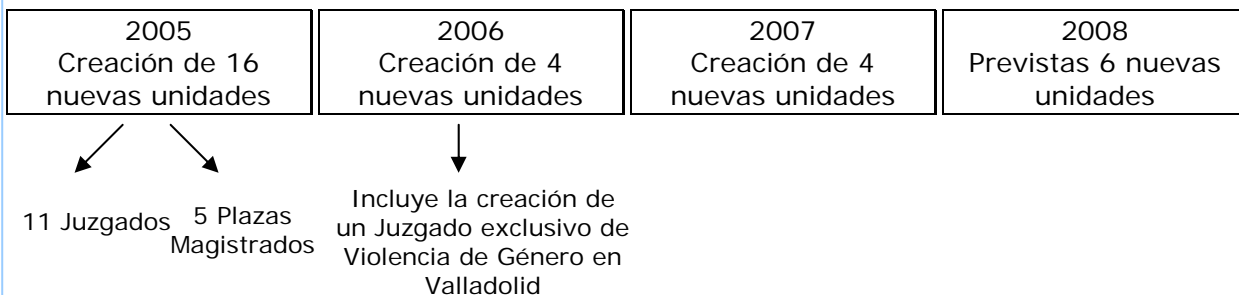 2005
Creación de 16
nuevas unidades
2006
Creación de 4
nuevas unidades
2007
Creación de 4
nuevas unidades
2008
Previstas 6 nuevas
unidades
11 Juzgados
5 Plazas
Magistrados
Incluye la creación de
un Juzgado exclusivo de
Violencia de Género en
Valladolid